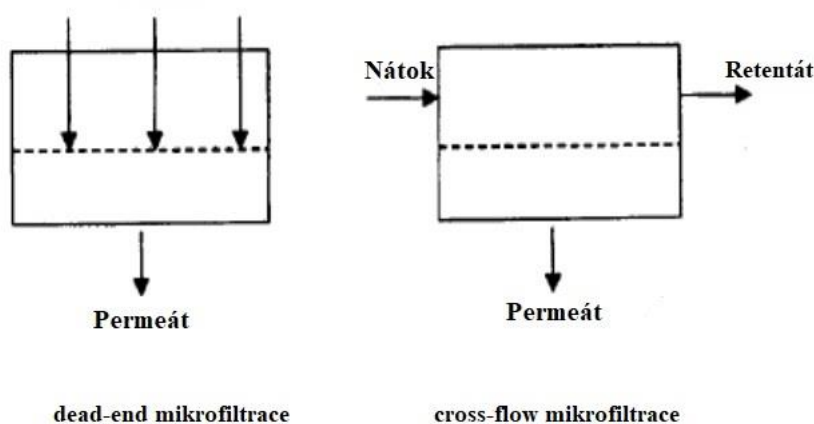 Nátok
Retentát
Permeát
Permeát
dead-end mikrofiltrace
cross-flow mikrofiltrace